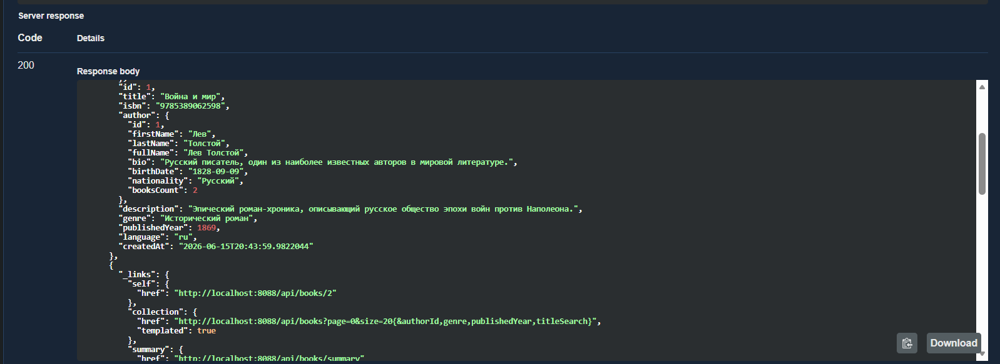 Server response
Code Details
200
Response body
},
"id": 1,
"title": "Война и мир",
"isbn": "9785389062598",
"author": {
"id": 1,
"firstName": "Лев",
"lastName": "Толстой",
"fullName": "Лев Толстой",
"bio": "Русский писатель, один из наиболее известных авторов в мировой литературе.",
"birthDate": "1828-09-09",
"nationality": "Русский",
"booksCount": 2
},
"description": "Эпический роман-хроника, описывающий русское общество эпохи войн против Наполеона.",
"genre": "Исторический роман",
"publishedYear": 1869,
"language": "ru",
"createdAt": "2026-06-15T20:43:59.9822044"
},
{
"_links": {
"self": {
"href": "http://localhost:8088/api/books/2"
},
"collection": {
"href": "http://localhost:8088/api/books?page=0&size=20{&authorId,genre,publishedYear,titleSearch}",
"templated": true
},
"summary": {
"href": "http://localhost:8088/api/books/summary"
Download